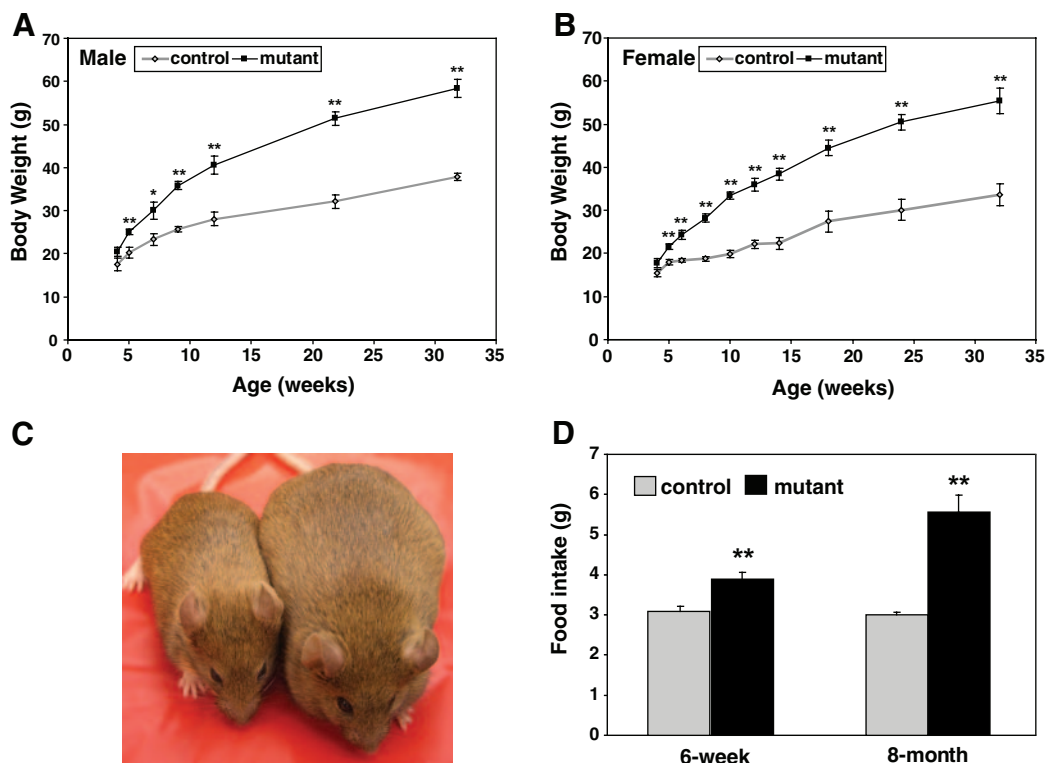 A
Male control mutant
Body Weight (g)
70
60
50
40
30
20
10
0
** * ** ** ** **
0 5 10 15 20 25 30 35
Age (weeks)
B
Female control mutant
Body Weight (g)
70
60
50
40
30
20
10
0
** ** ** ** ** ** ** ** **
0 5 10 15 20 25 30 35
Age (weeks)
C
D
control mutant
Food intake (g)
7
6
5
4
3
2
1
0
** **
6-week 8-month